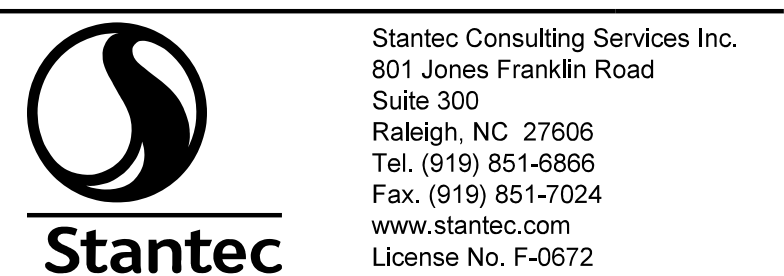 Stantec
Stantec Consulting Services Inc.
801 Jones Franklin Road
Suite 300
Raleigh, NC  27606
Tel. (919) 851-6866
Fax. (919) 851-7024
www.stantec.com
License No. F-0672